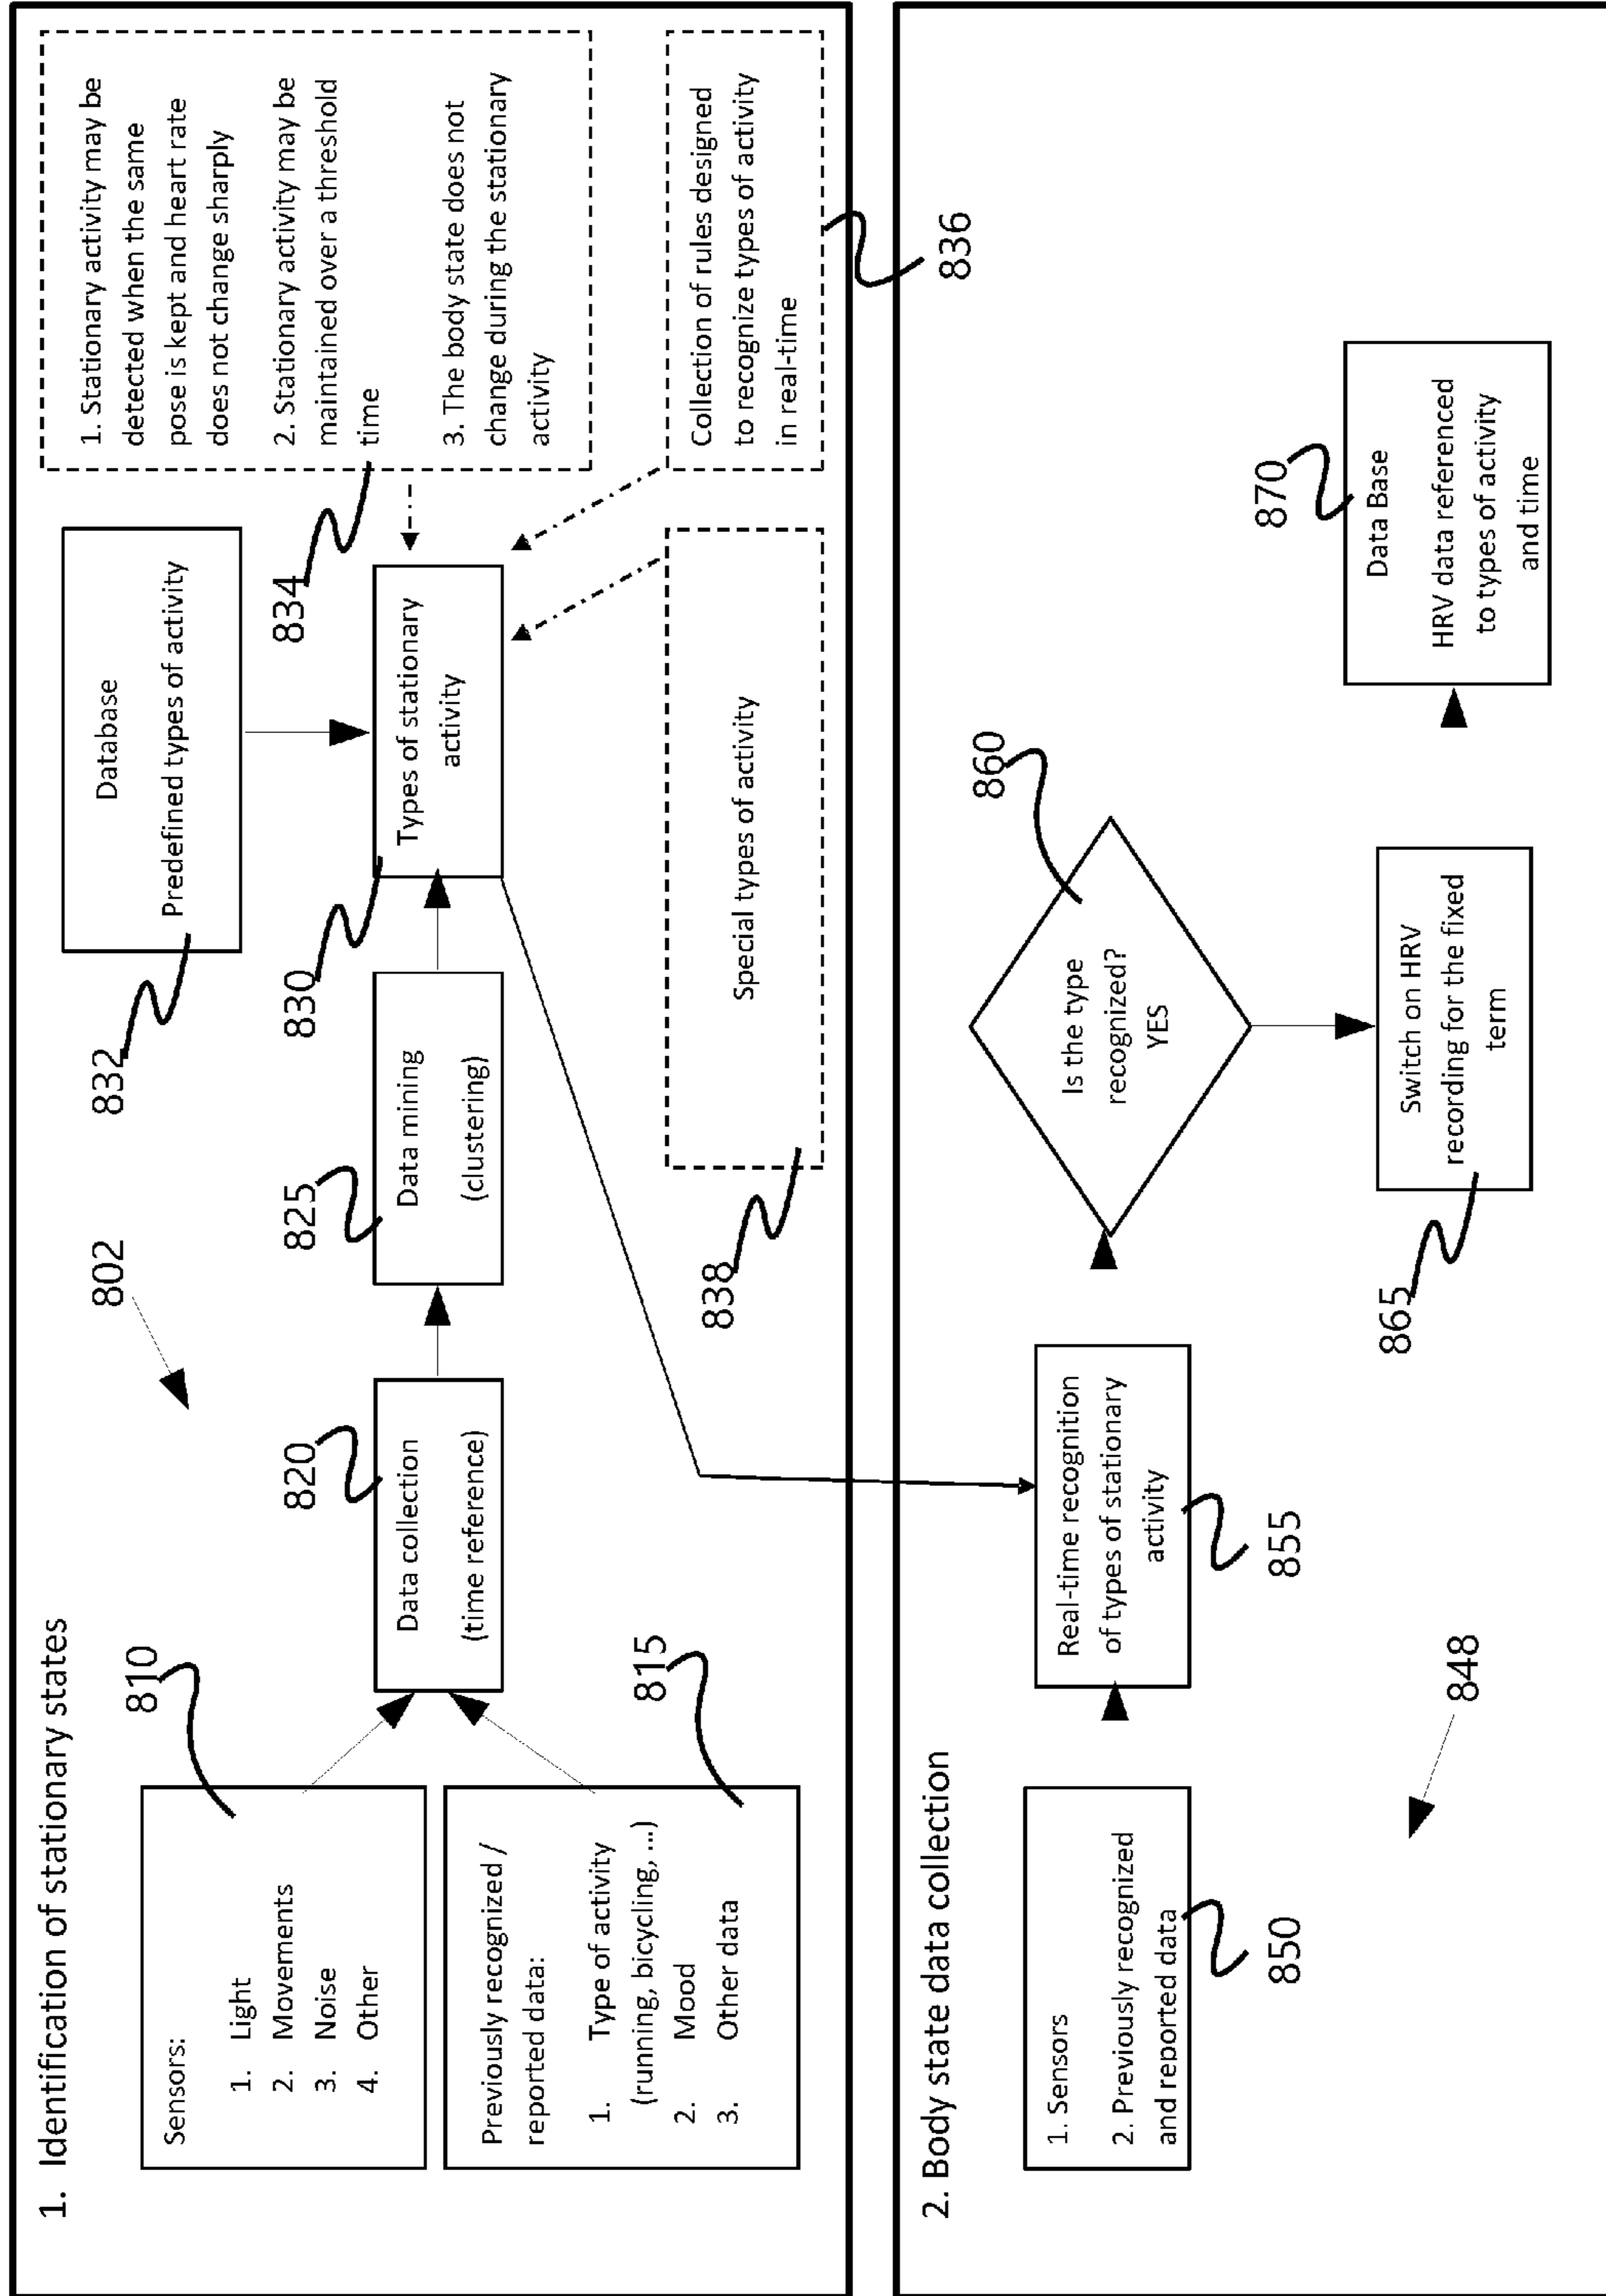 1. Identification of stationary states
802
810
Sensors:
1. Light
2. Movements
3. Noise
4. Other
815
Previously recognized /
reported data:
1. Type of activity
(running, bicycling, ...)
2. Mood
3. Other data
820
Data collection
(time reference)
825
Data mining
(clustering)
830
Types of stationary
activity
832
Database
Predefined types of activity
834
1. Stationary activity may be
detected when the same
pose is kept and heart rate
does not change sharply
2. Stationary activity may be
maintained over a threshold
time
3. The body state does not
change during the stationary
activity
838
Special types of activity
Collection of rules designed
to recognize types of activity
in real-time
836
2. Body state data collection
1. Sensors
2. Previously recognized
and reported data
850
Real-time recognition
of types of stationary
activity
855
860
Is the type
recognized?
YES
865
Switch on HRV
recording for the fixed
term
870
Data Base
HRV data referenced
to types of activity
and time
848